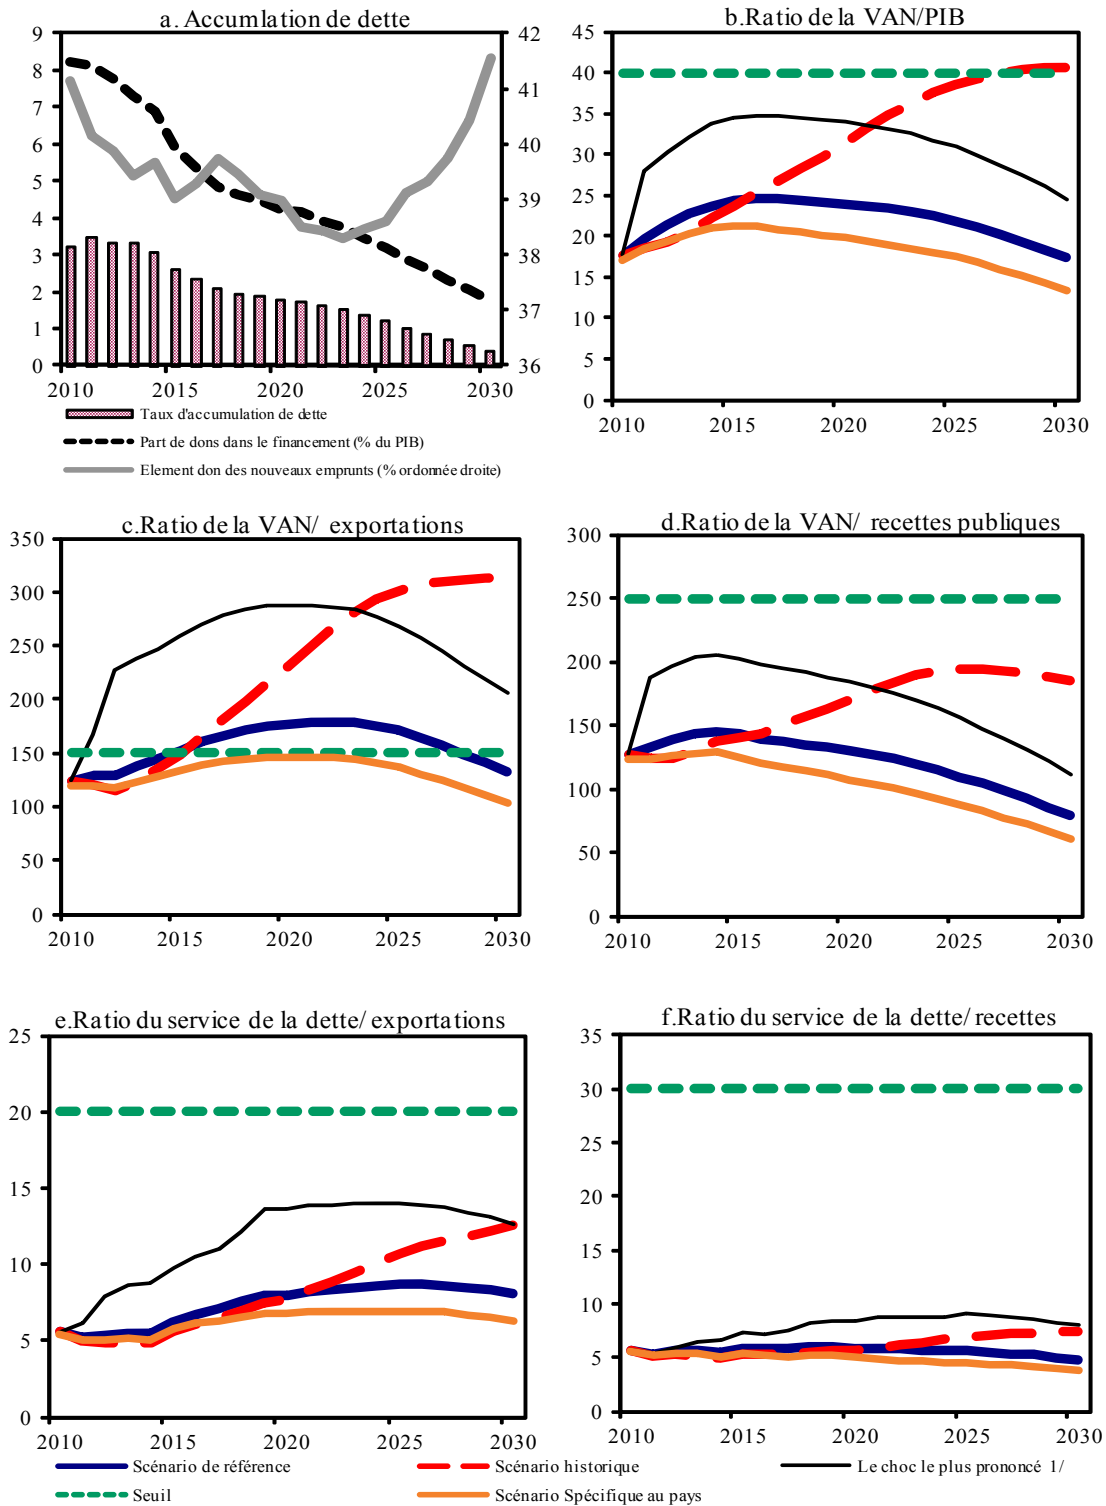 a. Accumlation de dette
9
8
7
6
5
4
3
2
1
0
42
41
40
39
38
37
36
2010 2015 2020 2025 2030
Taux d'accumulation de dette
Part de dons dans le financement (% du PIB)
Element don des nouveaux emprunts (% ordonnée droite)
b.Ratio de la VAN/PIB
45
40
35
30
25
20
15
10
5
0
2010 2015 2020 2025 2030
c.Ratio de la VAN/ exportations
350
300
250
200
150
100
50
0
2010 2015 2020 2025 2030
d.Ratio de la VAN/ recettes publiques
300
250
200
150
100
50
0
2010 2015 2020 2025 2030
e.Ratio du service de la dette/ exportations
25
20
15
10
5
0
2010 2015 2020 2025 2030
f.Ratio du service de la dette/ recettes
35
30
25
20
15
10
5
0
2010 2015 2020 2025 2030
Scénario de référence
Scénario historique
Le choc le plus prononcé 1/
Seuil
Scénario Spécifique au pays